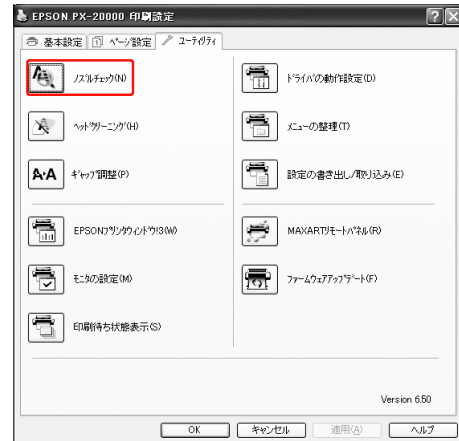 EPSON PX-20000 印刷設定
基本設定 ページ設定 ユーティリティ
ノズルチェック(N)
ヘッドクリーニング(H)
ギャップ調整(P)
EPSONプリンタウィンドウ!3(W)
モニタの設定(M)
印刷待ち状態表示(S)
ドライバの動作設定(D)
メニューの整理(T)
設定の書き出し/取り込み(E)
MAXARTリモートパネル(R)
ファームウェアアップデート(F)
Version 6.50
OK キャンセル 適用(A) ヘルプ